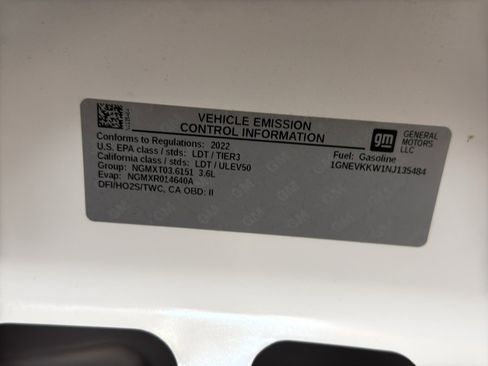 VEHICLE EMISSION
CONTROL INFORMATION
Conforms to Regulations: 2022
U.S. EPA class / stds: LDT / TIER3
California class / stds: LDT / ULEV50
Group: NGMXT03.6151 3.6L
Evap: NGMXR014640A
DFI/HO2S/TWC, CA OBD: II
gm
GENERAL
MOTORS
LLC
Fuel: Gasoline
1GNEVKKW1NJ135484